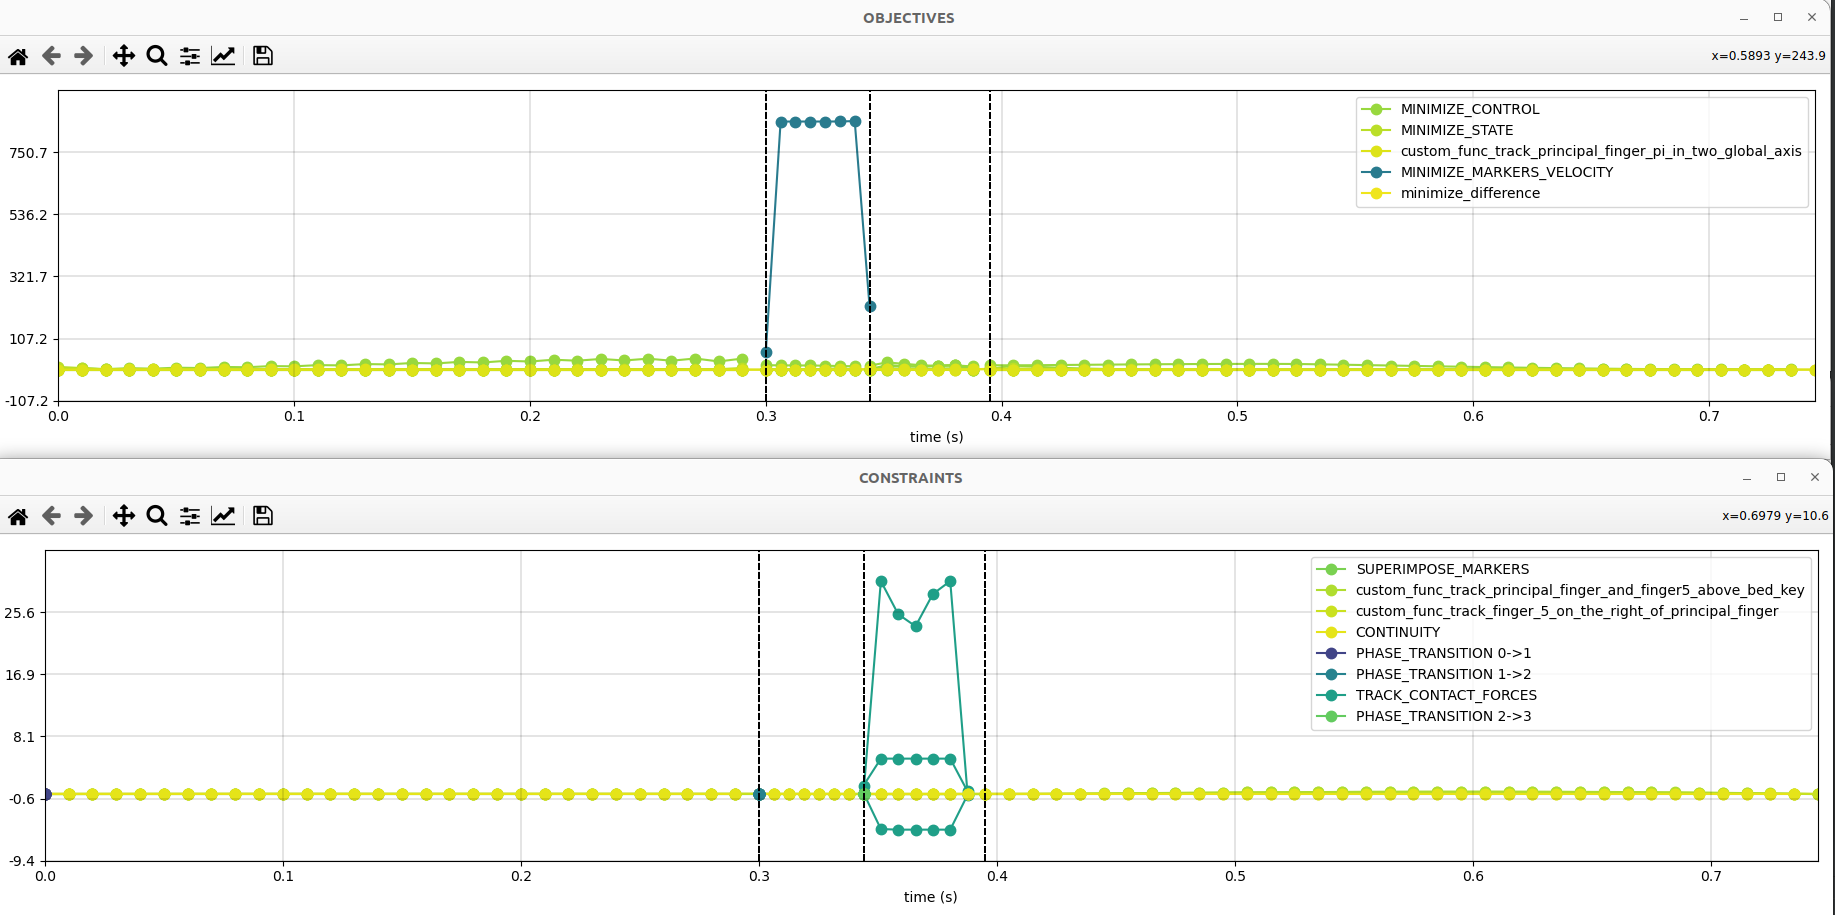 OBJECTIVES
x=0.5893 y=243.9
MINIMIZE_CONTROL
MINIMIZE_STATE
custom_func_track_principal_finger_pi_in_two_global_axis
MINIMIZE_MARKERS_VELOCITY
minimize_difference
750.7
536.2
321.7
107.2
-107.2
0.0 0.1 0.2 0.3 0.4 0.5 0.6 0.7
time (s)
CONSTRAINTS
x=0.6979 y=10.6
SUPERIMPOSE_MARKERS
custom_func_track_principal_finger_and_finger5_above_bed_key
custom_func_track_finger_5_on_the_right_of_principal_finger
CONTINUITY
PHASE_TRANSITION 0->1
PHASE_TRANSITION 1->2
TRACK_CONTACT_FORCES
PHASE_TRANSITION 2->3
25.6
16.9
8.1
-0.6
-9.4
0.0 0.1 0.2 0.3 0.4 0.5 0.6 0.7
time (s)